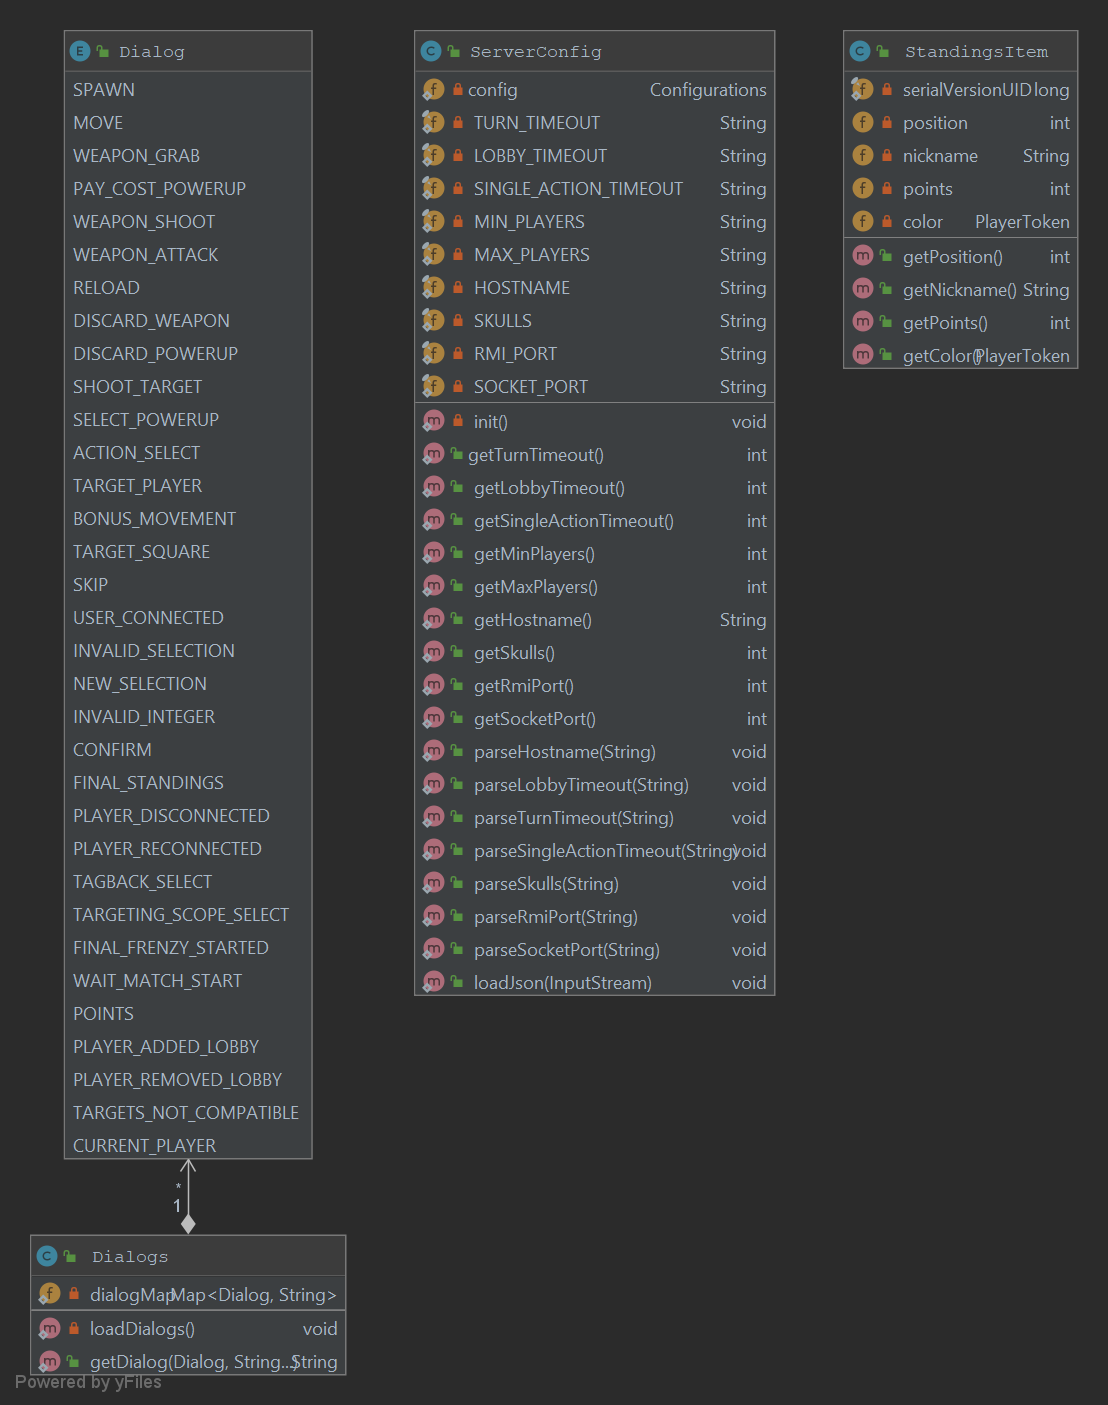 Dialog
SPAWN
MOVE
WEAPON_GRAB
PAY_COST_POWERUP
WEAPON_SHOOT
WEAPON_ATTACK
RELOAD
DISCARD_WEAPON
DISCARD_POWERUP
SHOOT_TARGET
SELECT_POWERUP
ACTION_SELECT
TARGET_PLAYER
BONUS_MOVEMENT
TARGET_SQUARE
SKIP
USER_CONNECTED
INVALID_SELECTION
NEW_SELECTION
INVALID_INTEGER
CONFIRM
FINAL_STANDINGS
PLAYER_DISCONNECTED
PLAYER_RECONNECTED
TAGBACK_SELECT
TARGETING_SCOPE_SELECT
FINAL_FRENZY_STARTED
WAIT_MATCH_START
POINTS
PLAYER_ADDED_LOBBY
PLAYER_REMOVED_LOBBY
TARGETS_NOT_COMPATIBLE
CURRENT_PLAYER
*
1
Dialogs
dialogMap Map<Dialog, String>
loadDialogs() void
getDialog(Dialog, String...) String
ServerConfig
config Configurations
TURN_TIMEOUT String
LOBBY_TIMEOUT String
SINGLE_ACTION_TIMEOUT String
MIN_PLAYERS String
MAX_PLAYERS String
HOSTNAME String
SKULLS String
RMI_PORT String
SOCKET_PORT String
init() void
getTurnTimeout() int
getLobbyTimeout() int
getSingleActionTimeout() int
getMinPlayers() int
getMaxPlayers() int
getHostname() String
getSkulls() int
getRmiPort() int
getSocketPort() int
parseHostname(String) void
parseLobbyTimeout(String) void
parseTurnTimeout(String) void
parseSingleActionTimeout(String) void
parseSkulls(String) void
parseRmiPort(String) void
parseSocketPort(String) void
loadJson(InputStream) void
StandingsItem
serialVersionUID long
position int
nickname String
points int
color PlayerToken
getPosition() int
getNickname() String
getPoints() int
getColor() PlayerToken
Powered by yFiles